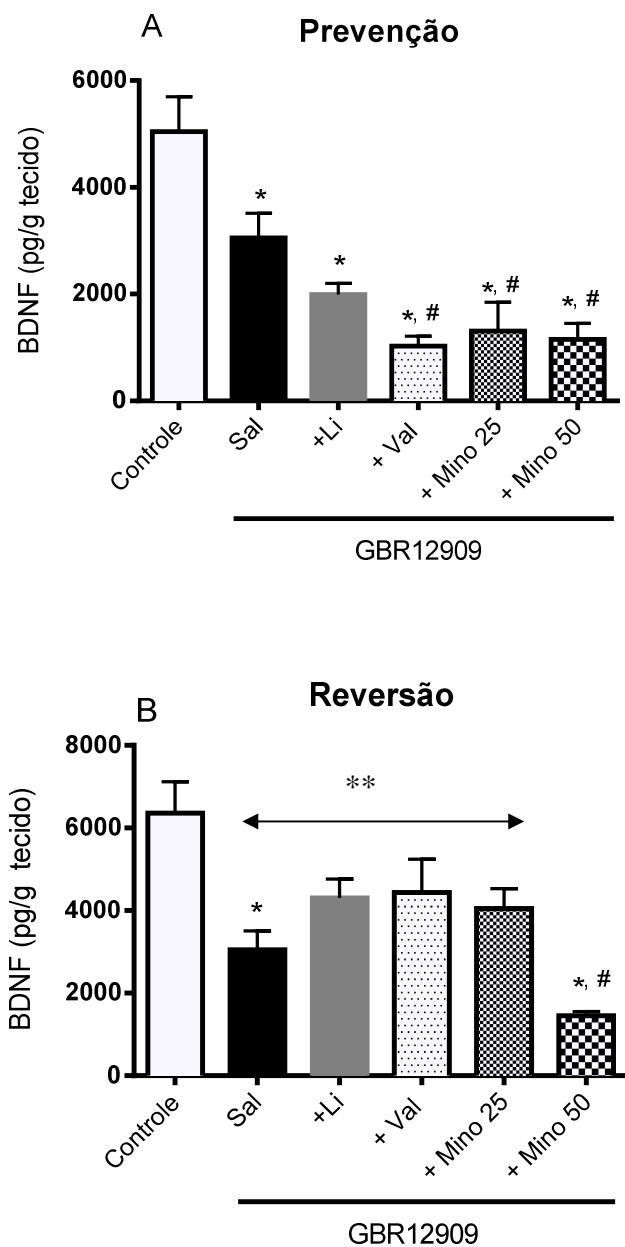 A
Prevenção
BDNF (pg/g tecido)
6000
4000
2000
0
*
*
*, #
*, #
*, #
Controle
Sal
+Li
+ Val
+ Mino 25
+ Mino 50
GBR12909
B
Reversão
BDNF (pg/g tecido)
8000
6000
4000
2000
0
**
*
*, #
Controle
Sal
+Li
+ Val
+ Mino 25
+ Mino 50
GBR12909